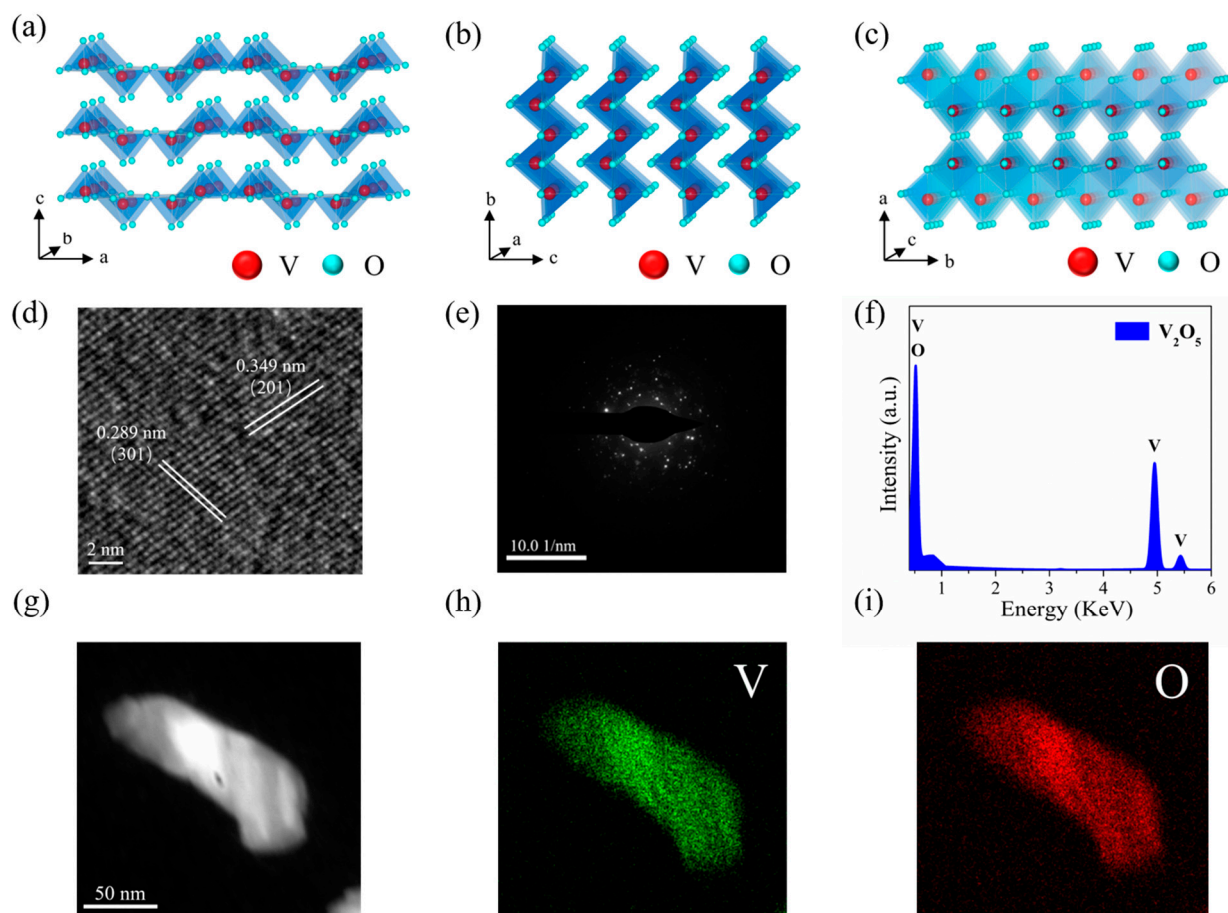 (a)
c
b
a
V
O
(b)
b
a
c
V
O
(c)
a
c
b
V
O
(d)
0.349 nm
(201)
0.289 nm
(301)
2 nm
(e)
10.0 1/nm
(f)
V
O
V₂O₅
V
V
Intensity (a.u.)
1 2 3 4 5 6
Energy (KeV)
(g)
50 nm
(h)
V
(i)
O